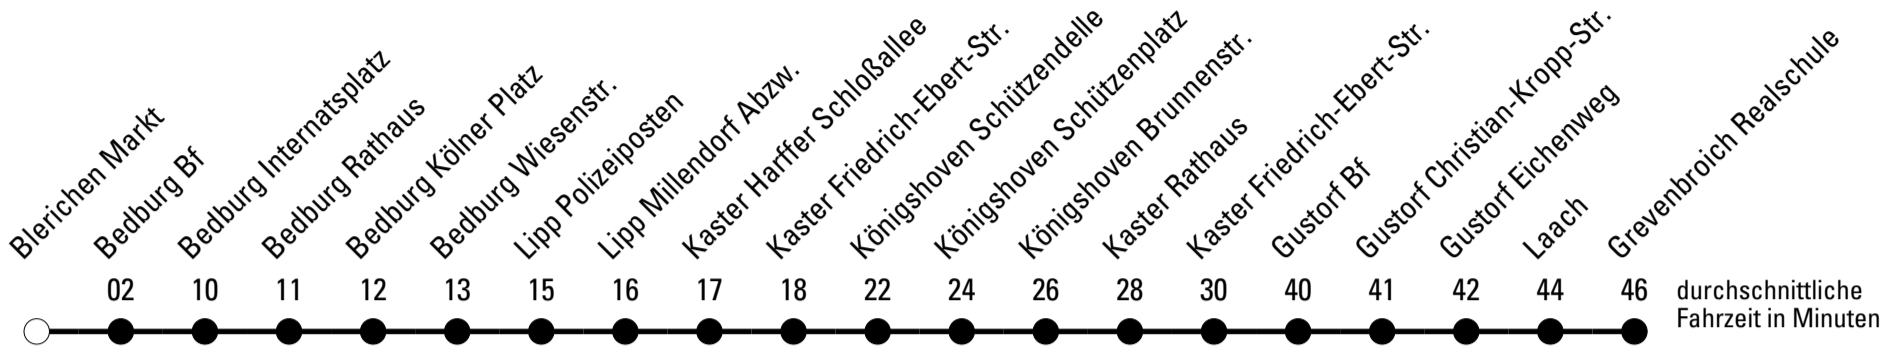 Blerichen Markt
Bedburg Bf
Bedburg Internatsplatz
Bedburg Rathaus
Bedburg Kölner Platz
Bedburg Wiesenstr.
Lipp Polizeiposten
Lipp Millendorf Abzw.
Kaster Harffer Schloßallee
Kaster Friedrich-Ebert-Str.
Königshoven Schützendelle
Königshoven Schützenplatz
Königshoven Brunnenstr.
Kaster Rathaus
Kaster Friedrich-Ebert-Str.
Gustorf Bf
Gustorf Christian-Kropp-Str.
Gustorf Eichenweg
Laach
Grevenbroich Realschule
02 10 11 12 13 15 16 17 18 22 24 26 28 30 40 41 42 44 46
durchschnittliche
Fahrzeit in Minuten